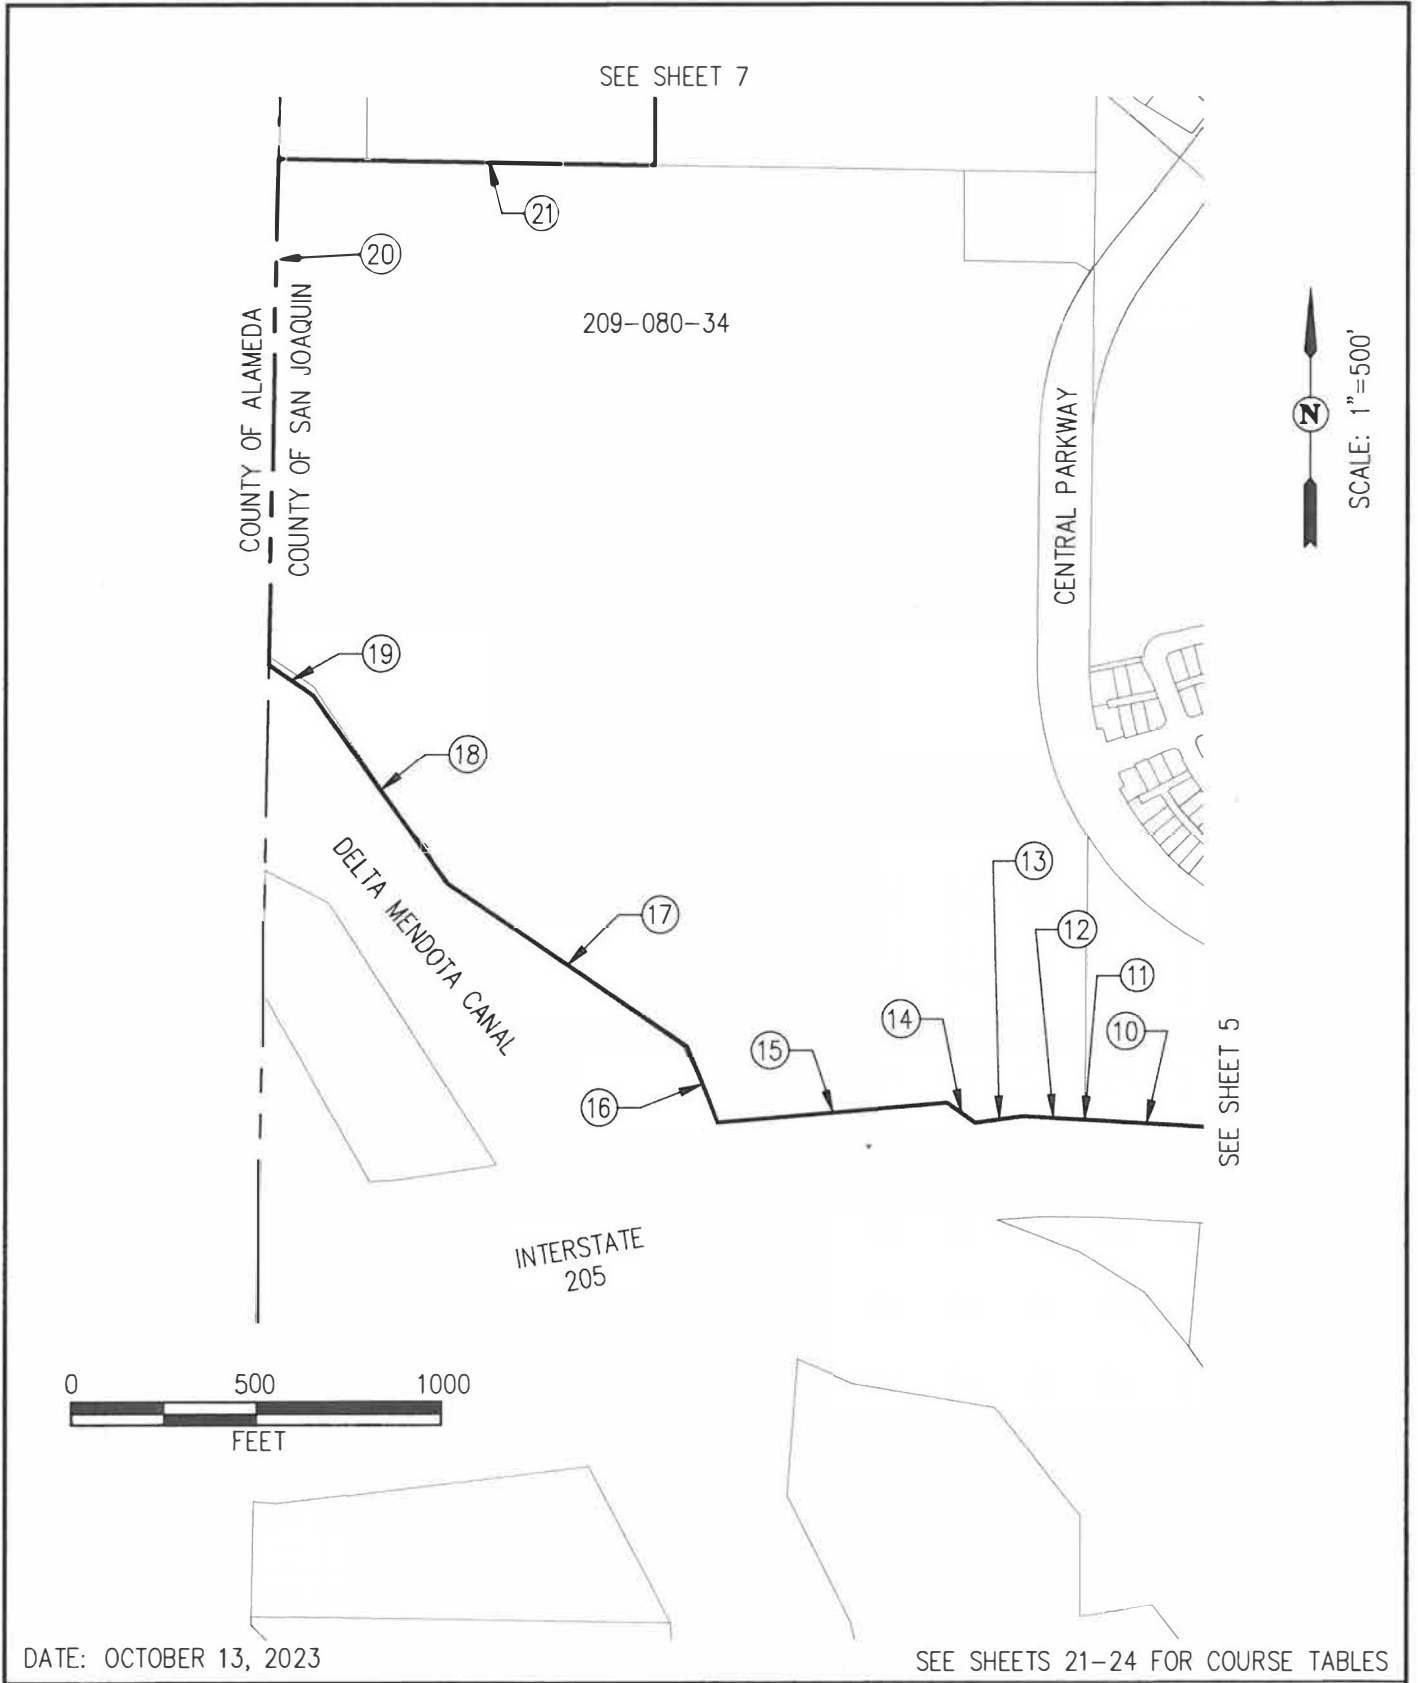 SEE SHEET 7
21
20
COUNTY OF ALAMEDA
COUNTY OF SAN JOAQUIN
209-080-34
CENTRAL PARKWAY
N
SCALE: 1"=500'
19
18
DELTA MENDOTA CANAL
17
13
12
11
10
14
15
16
SEE SHEET 5
INTERSTATE
205
0 500 1000
FEET
DATE: OCTOBER 13, 2023
SEE SHEETS 21-24 FOR COURSE TABLES